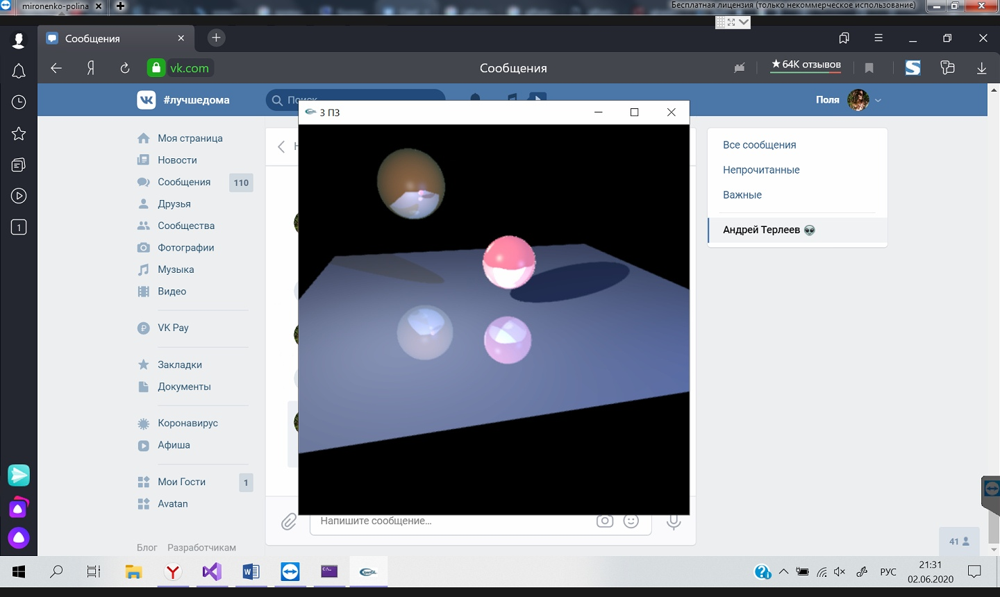 mironenko-polina
Бесплатная лицензия (только некоммерческое использование)
Сообщения
vk.com
Сообщения
★ 64K отзывов
#лучшедома
Поиск
Поля
3 ПЗ
Моя страница
Новости
Сообщения 110
Друзья
Сообщества
Фотографии
Музыка
Видео
VK Pay
Закладки
Документы
Коронавирус
Афиша
Мои Гости 1
Avatan
Блог Разработчикам
Все сообщения
Непрочитанные
Важные
Андрей Терлеев 👽
Напишите сообщение...
41
1
OpenGL
РУС
21:31
02.06.2020